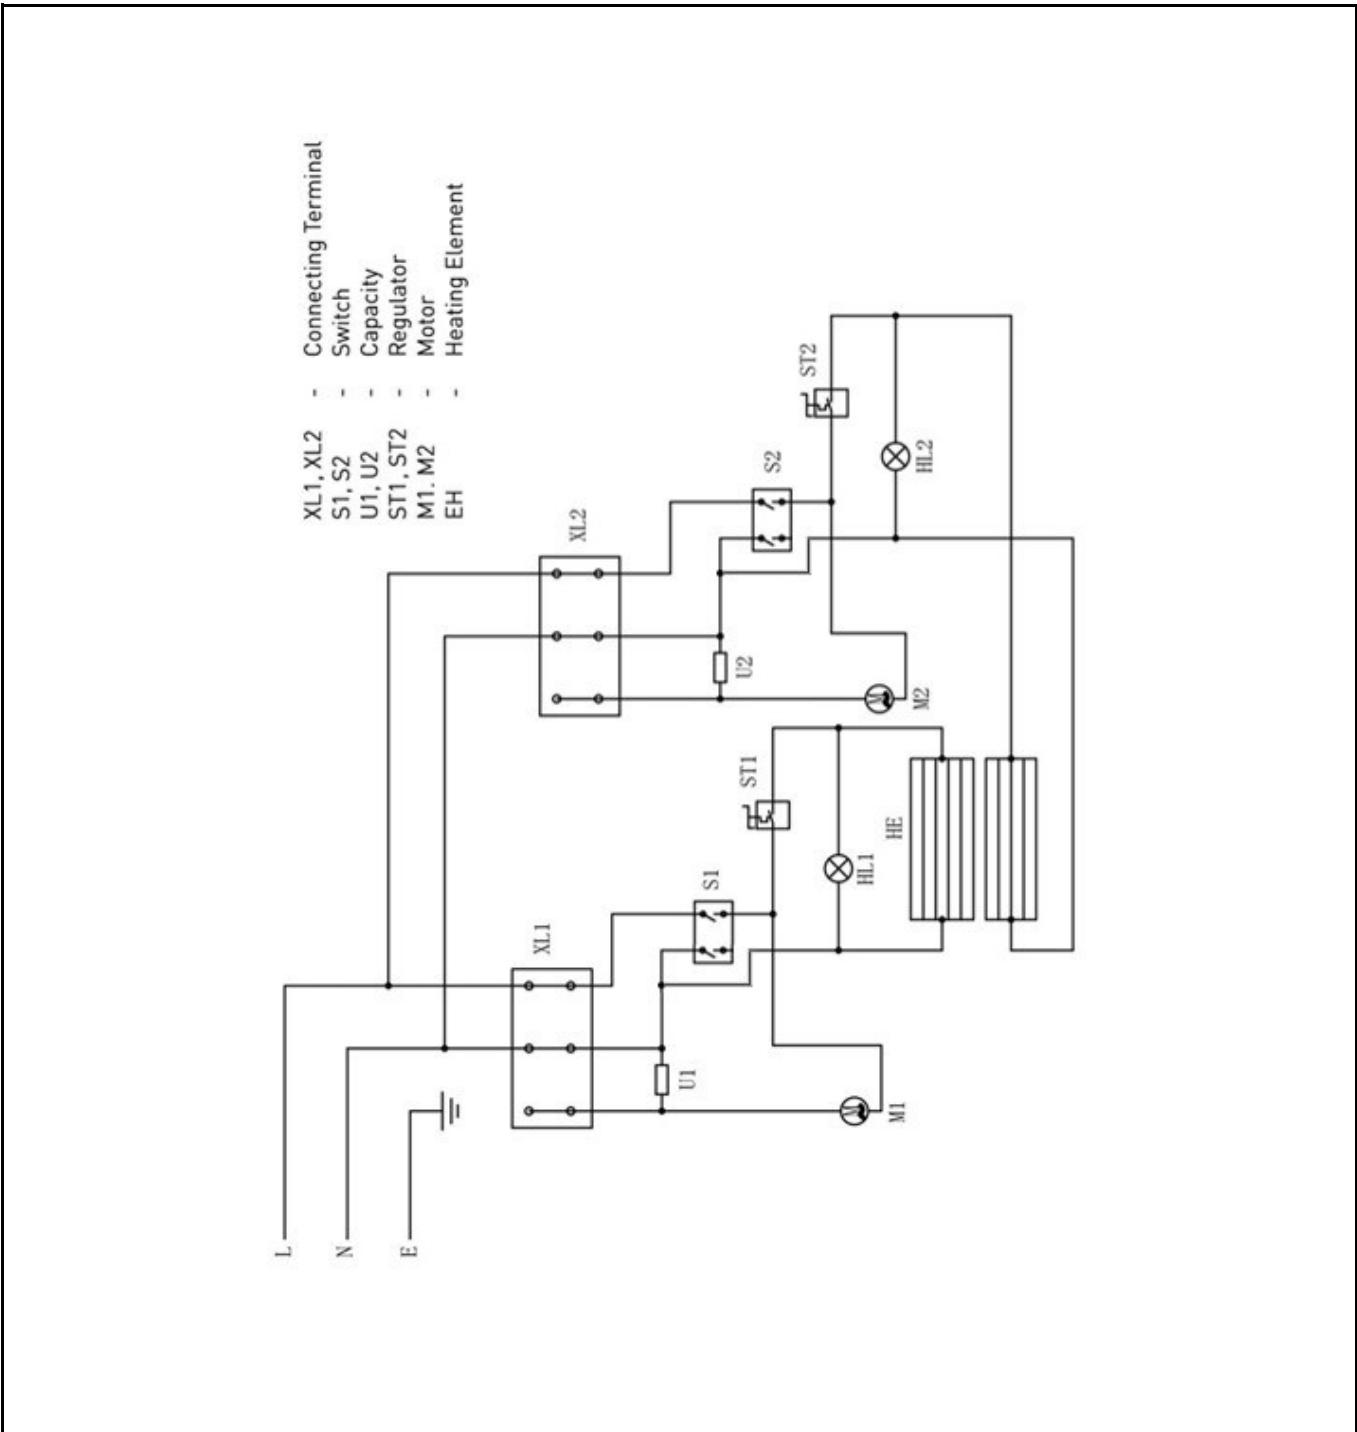 XL1, XL2 - Connecting Terminal
S1, S2 - Switch
U1, U2 - Capacity
ST1, ST2 - Regulator
M1. M2 - Motor
EH - Heating Element
L
N
E
XL1
U1
S1
ST1
M1
HL1
HE
XL2
U2
S2
ST2
M2
HL2